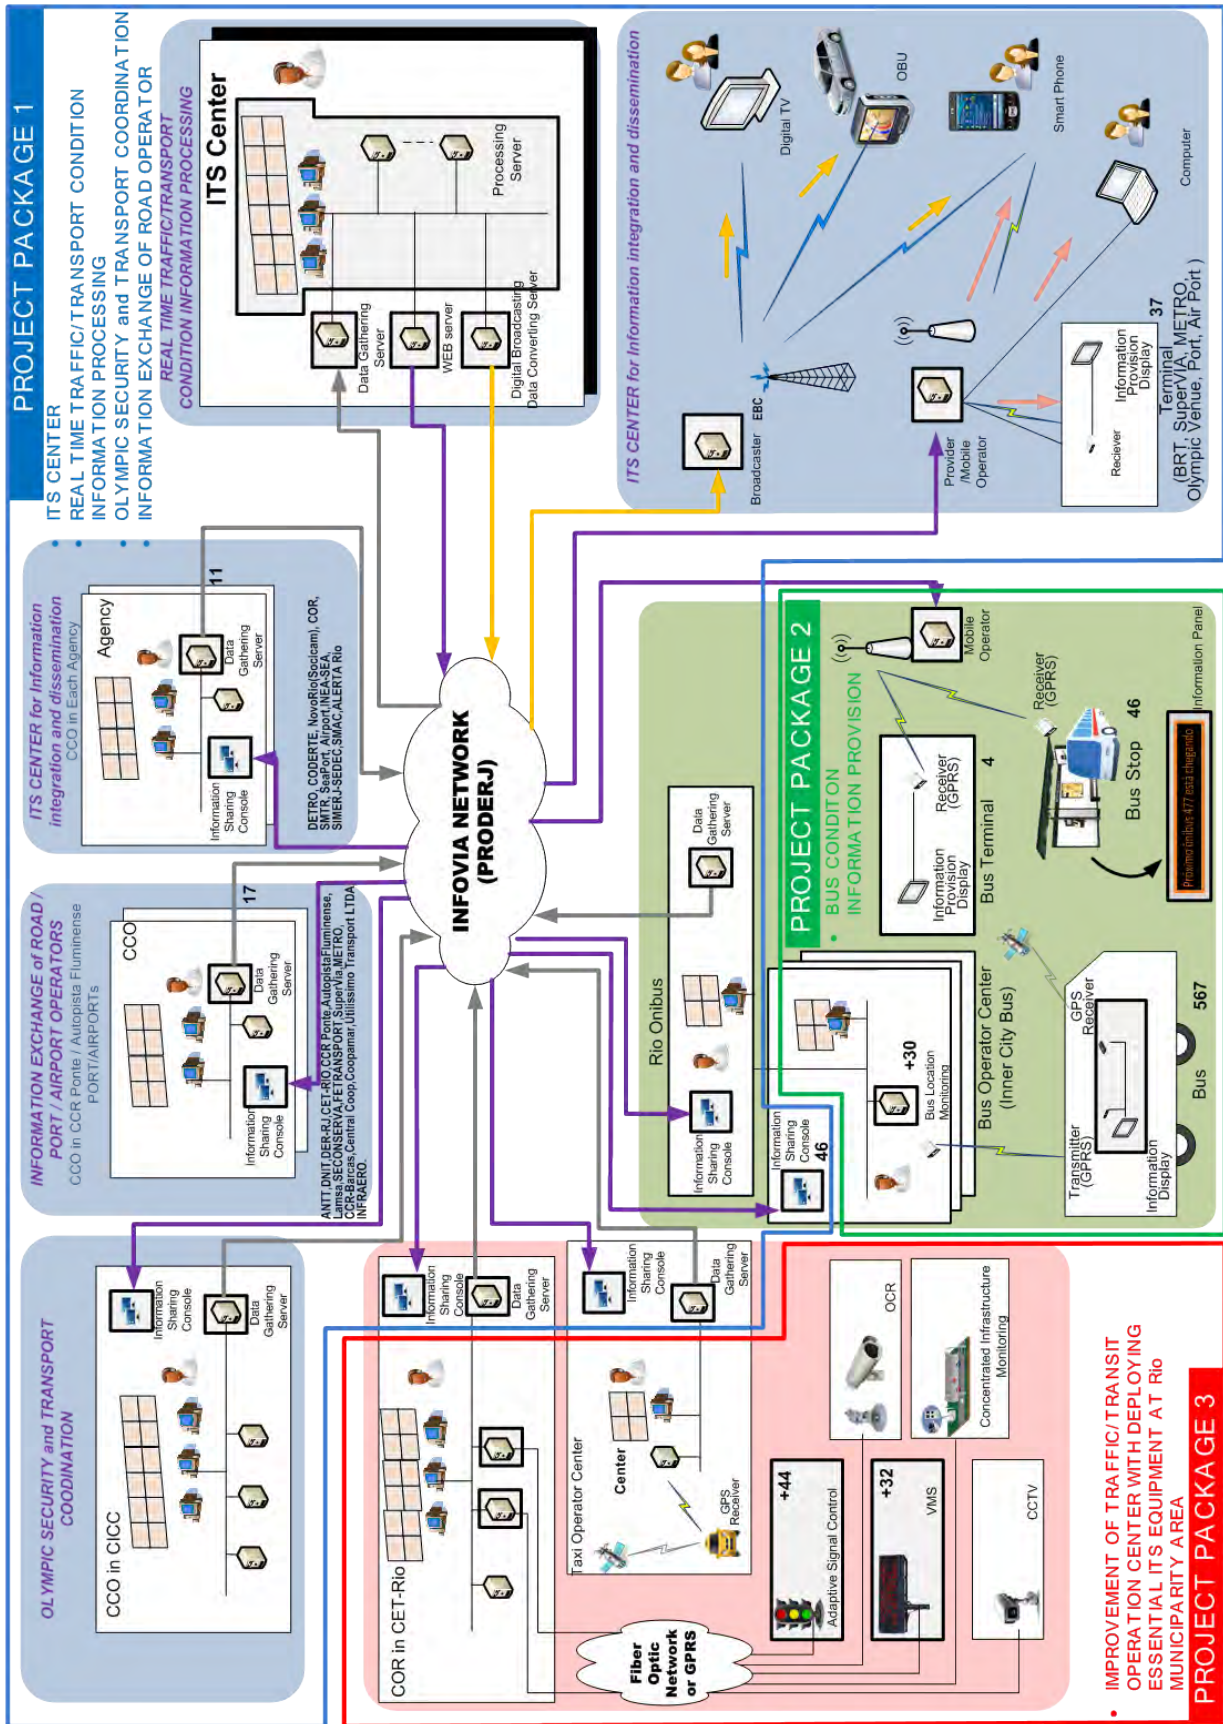 PROJECT PACKAGE 1
• ITS CENTER
• REAL TIME TRAFFIC/TRANSPORT CONDITION
INFORMATION PROCESSING
• OLYMPIC SECURITY and TRANSPORT COORDINATION
• INFORMATION EXCHANGE OF ROAD OPERATOR
REAL TIME TRAFFIC/TRANSPORT
CONDITION INFORMATION PROCESSING
ITS Center
Processing
Server
Data Gathering
Server
WEB server
Digital Broadcasting
Data Converting Server
ITS CENTER for Information integration and dissemination
Digital TV
OBU
Smart Phone
Computer
EBC
Broadcaster
Provider
/Mobile
Operator
Reciever
Information
Provision
Display
37
Terminal
(BRT, SuperVIA, METRO,
Olympic Venue, Port, Air Port )
ITS CENTER for Information
integration and dissemination
CCO in Each Agency
Agency
11
Data
Gathering
Server
Information
Sharing
Console
DETRO, CODERTE, NovoRio(Socicam), COR,
SMTR, SeaPort, Airport,INEA-SEA,
SIMERJ-SEDEC,SMAC,ALERTA Rio
INFORMATION EXCHANGE of ROAD /
PORT / AIRPORT OPERATORS
CCO in CCR Ponte / Autopista Fluminense
PORT/AIRPORTs
CCO
17
Data
Gathering
Server
Information
Sharing
Console
ANTT,DNIT,DER-RJ,CET-RIO,CCR Ponte,AutopistaFluminense,
Lamsa,SECONSERVA,FETRANSPORT,SuperVia,METRO,
CCR-Barcas,Central Coop,Coopamar,Utilissimo Transport LTDA,
INFRAERO.
OLYMPIC SECURITY and TRANSPORT
COODINATION
CCO in CICC
Information
Sharing
Console
Data
Gathering
Server
INFOVIA NETWORK
(PRODERJ)
COR in CET-Rio
Information
Sharing
Console
Data
Gathering
Server
Taxi Operator Center
Information
Sharing
Console
Data
Gathering
Server
Center
GPS
Receiver
Fiber
Optic
Network
or GPRS
+44
Adaptive Signal Control
OCR
+32
VMS
Concentrated Infrastructure
Monitoring
CCTV
Rio Onibus
Data
Gathering
Server
Information
Sharing
Console
Information
Sharing
Console
46
+30
Bus Location
Monitoring
Bus Operator Center
(Inner City Bus)
PROJECT PACKAGE 2
• BUS CONDITION
INFORMATION PROVISION
Mobile
Operator
Receiver
(GPRS)
Information
Provision
Display
4
Bus Terminal
Receiver
(GPRS)
46
Bus Stop
Information Panel
Próximo ônibus 477 está chegando
GPS
Receiver
Transmitter
(GPRS)
Information
Display
567
Bus
• IMPROVEMENT OF TRAFFIC/TRANSIT
OPERATION CENTER WITH DEPLOYING
ESSENTIAL ITS EQUIPMENT AT Rio
MUNICIPARITY AREA
PROJECT PACKAGE 3